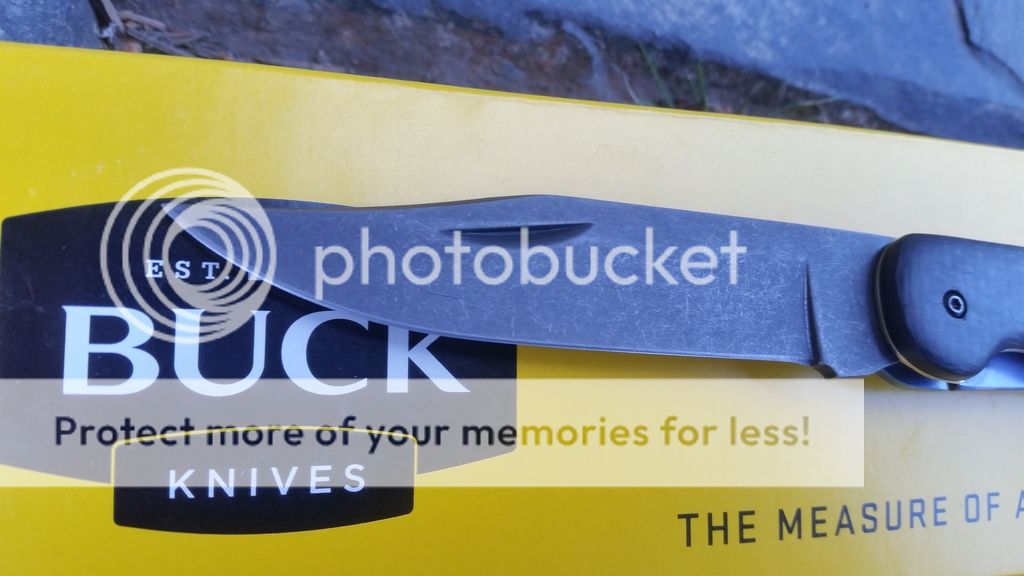 photobucket
EST.
BUCK
Protect more of your memories for less!
KNIVES
THE MEASURE OF A